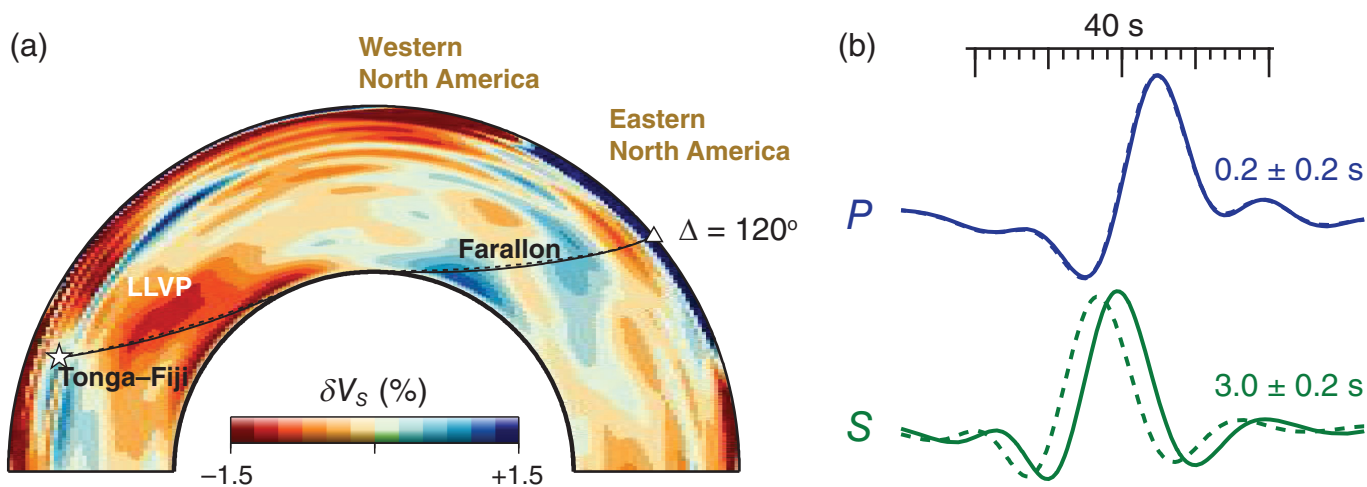 (a)
Western
North America
Eastern
North America
Δ = 120°
Farallon
LLVP
Tonga–Fiji
δVS (%)
−1.5
+1.5
(b)
40 s
P
0.2 ± 0.2 s
S
3.0 ± 0.2 s